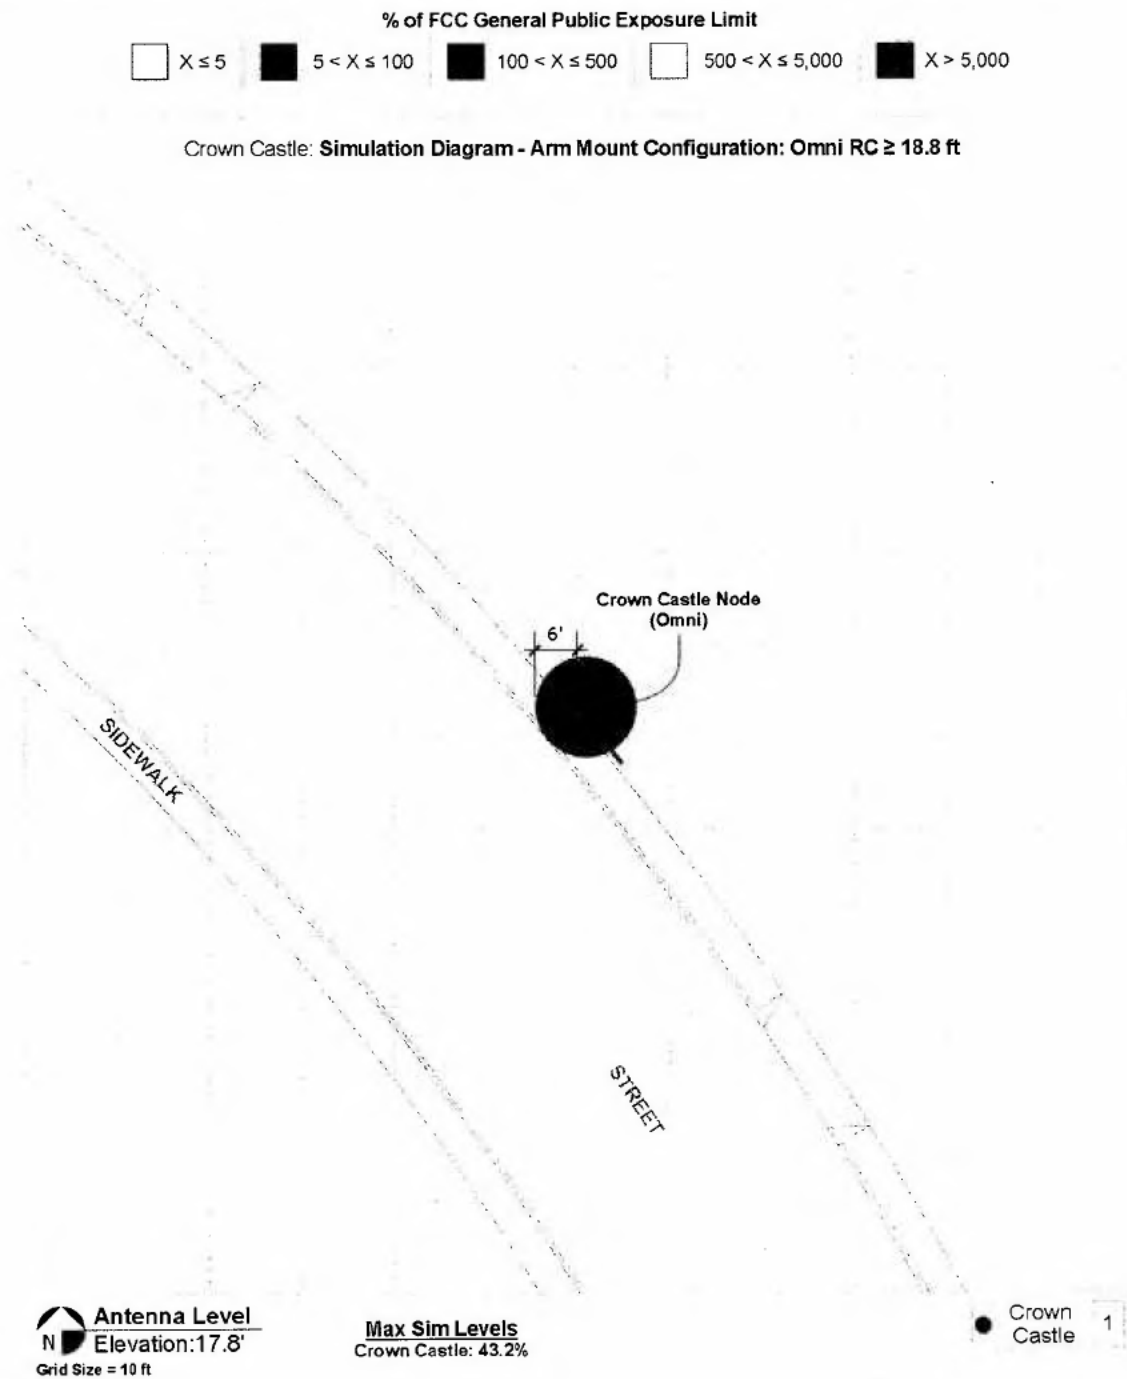 % of FCC General Public Exposure Limit
X ≤ 5
5 < X ≤ 100
100 < X ≤ 500
500 < X ≤ 5,000
X > 5,000
Crown Castle: Simulation Diagram - Arm Mount Configuration: Omni RC ≥ 18.8 ft
Crown Castle Node
(Omni)
6'
SIDEWALK
STREET
N
Antenna Level
Elevation:17.8'
Grid Size = 10 ft
Max Sim Levels
Crown Castle: 43.2%
Crown
Castle
1